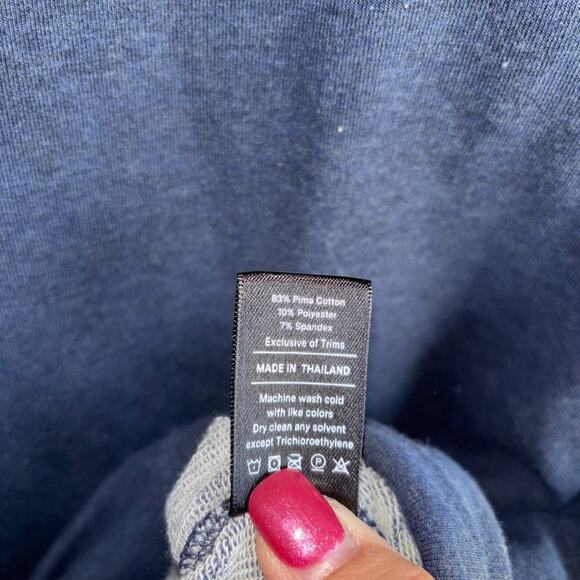 83% Pima Cotton
10% Polyester
7% Spandex
Exclusive of Trims
MADE IN THAILAND
Machine wash cold
with like colors
Dry clean any solvent
except Trichloroethylene